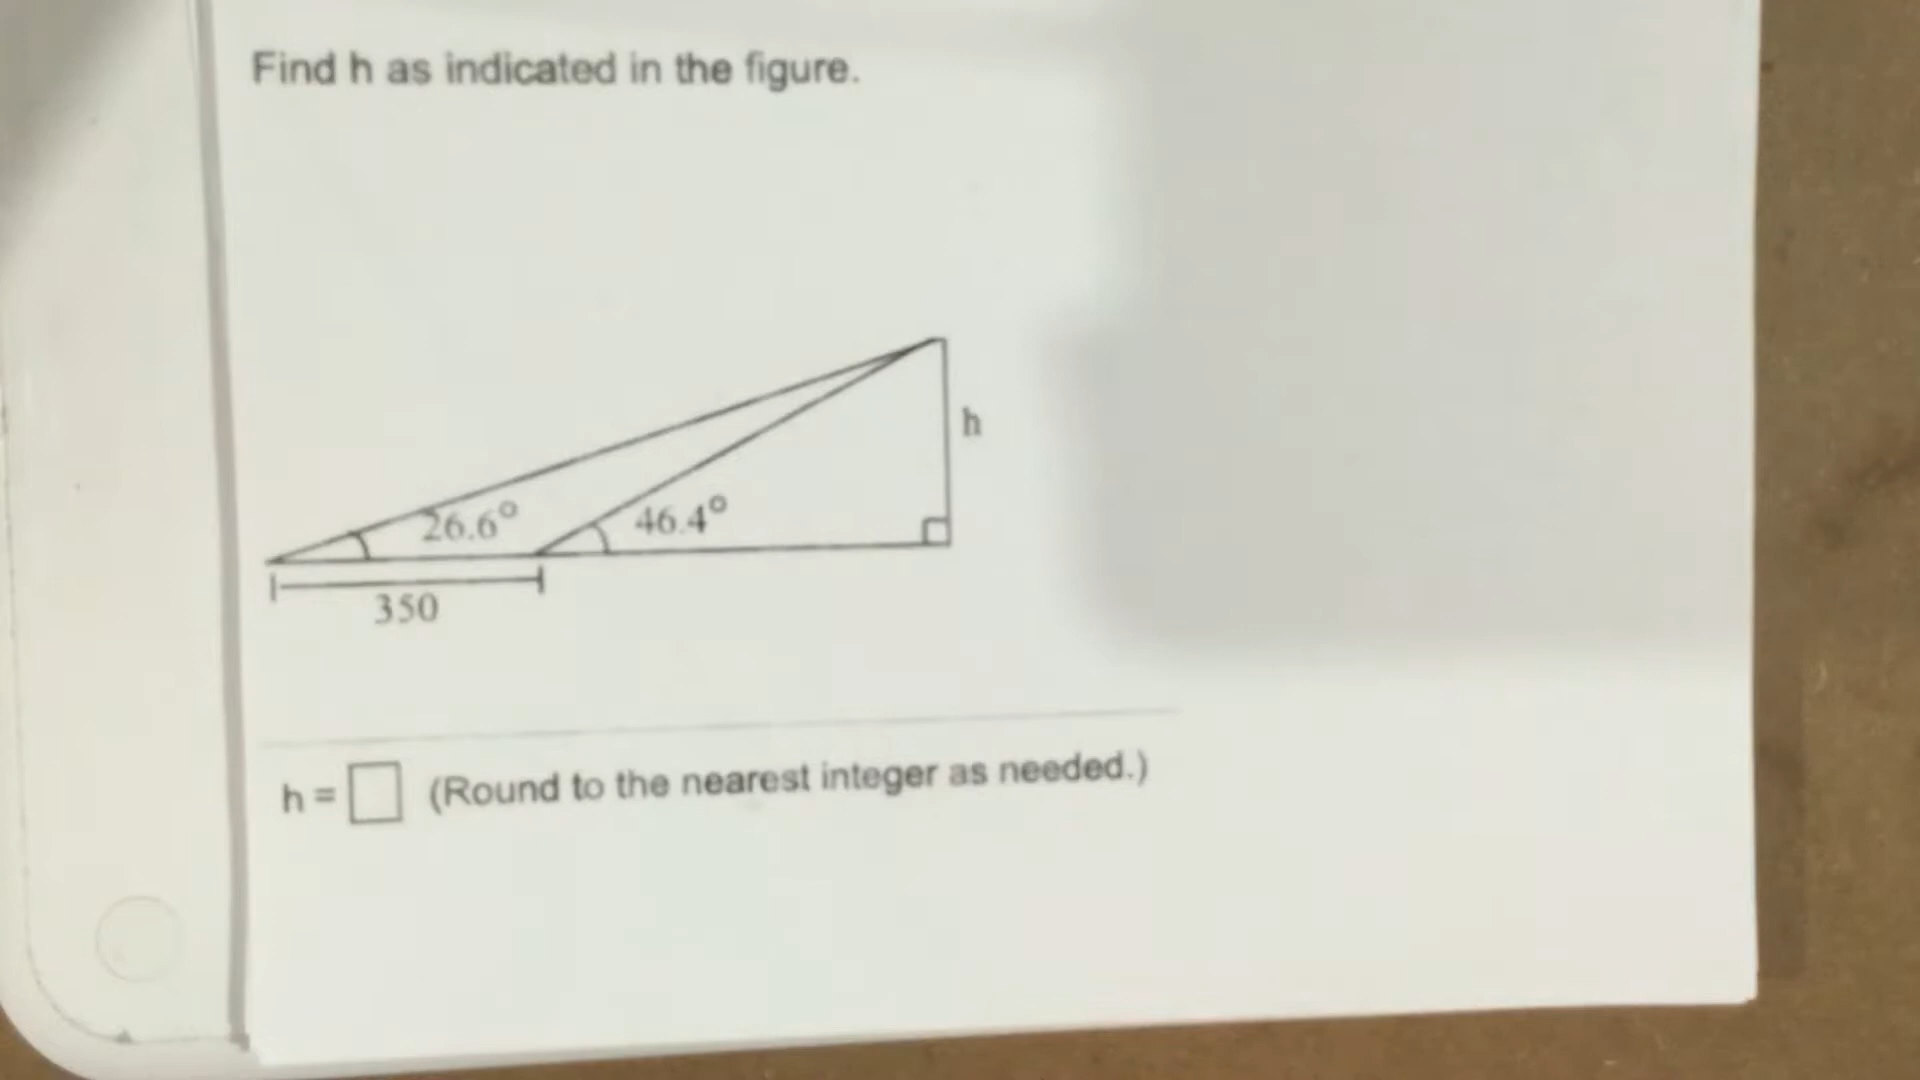 Find h as indicated in the figure.
h
26.6°
46.4°
350
h = (Round to the nearest integer as needed.)